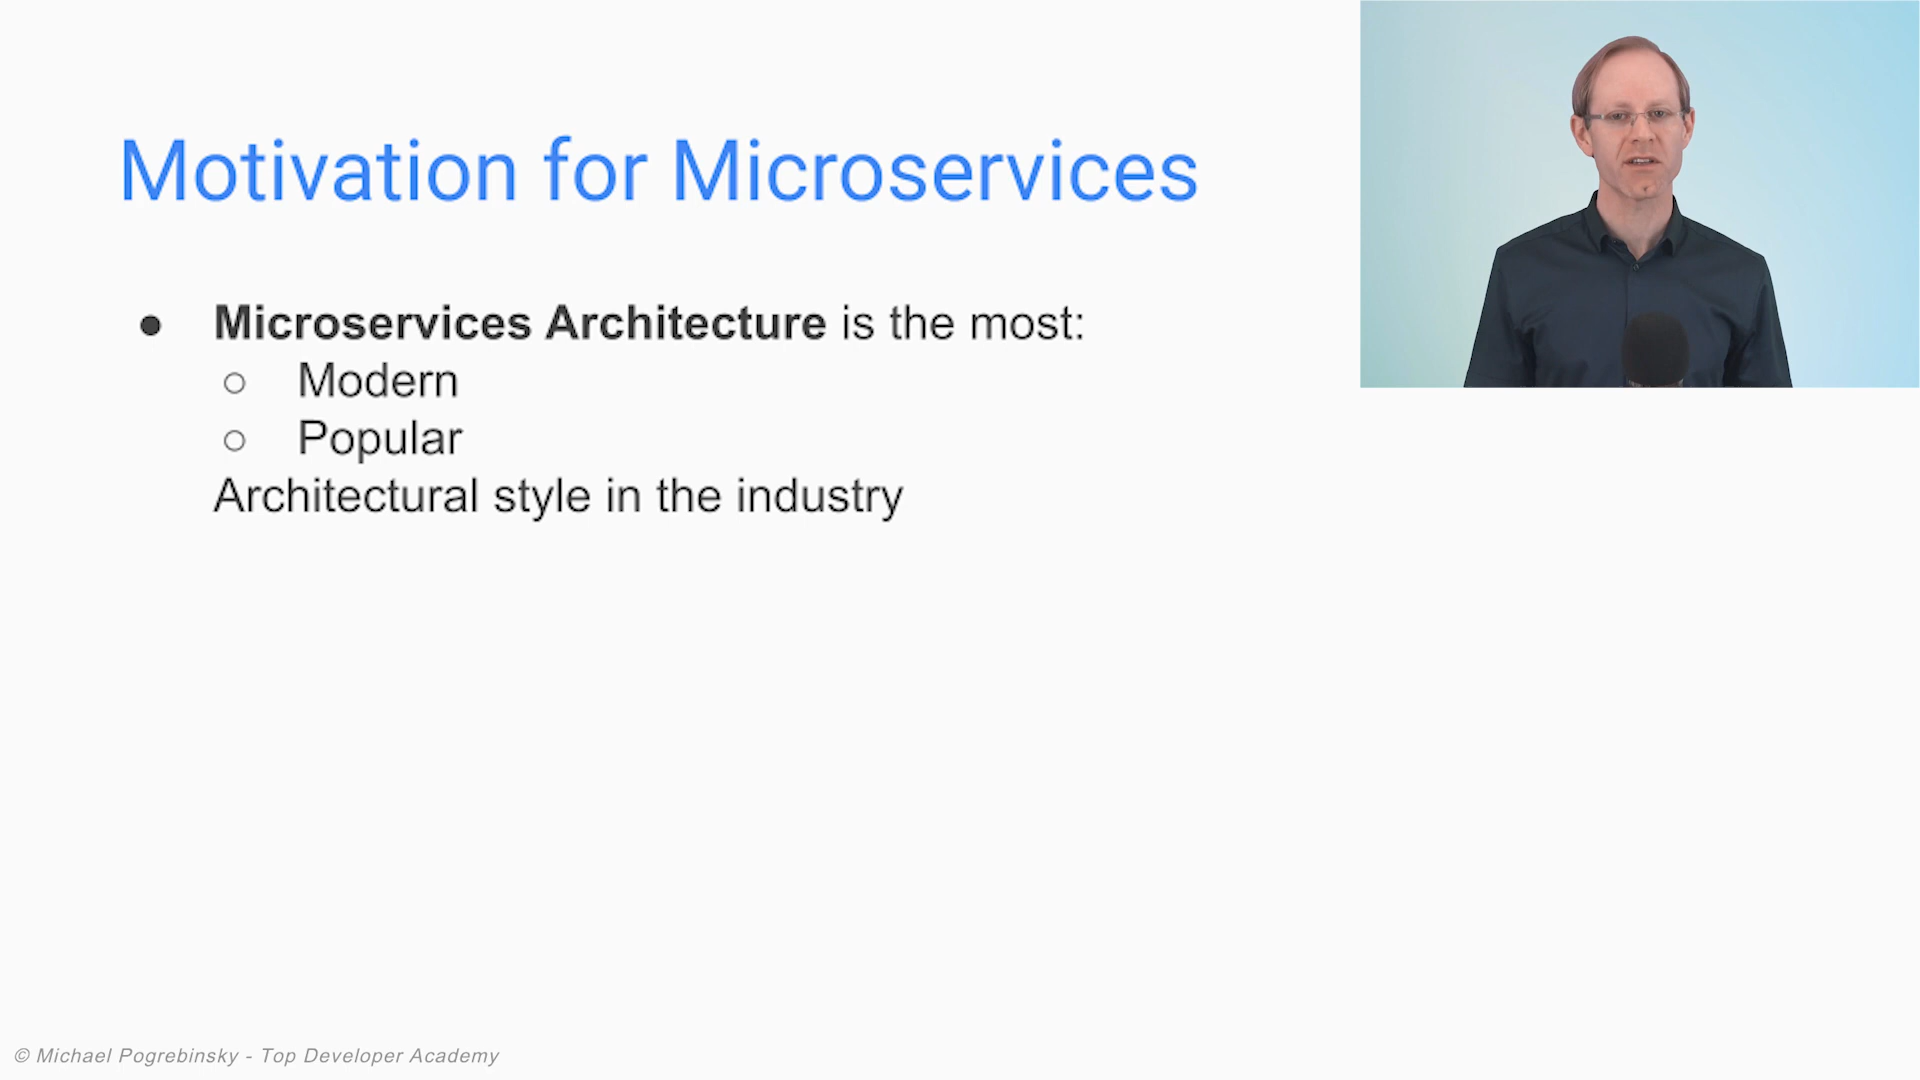 Motivation for Microservices
● Microservices Architecture is the most:
○ Modern
○ Popular
Architectural style in the industry
© Michael Pogrebinsky - Top Developer Academy